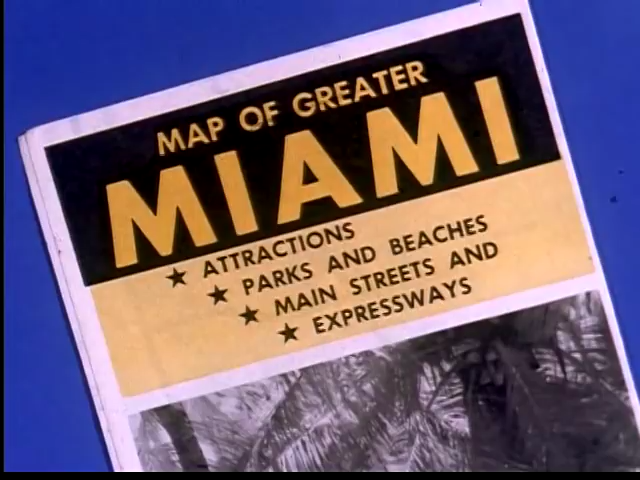 MAP OF GREATER
MIAMI
★ ATTRACTIONS
★ PARKS AND BEACHES
★ MAIN STREETS AND
★ EXPRESSWAYS